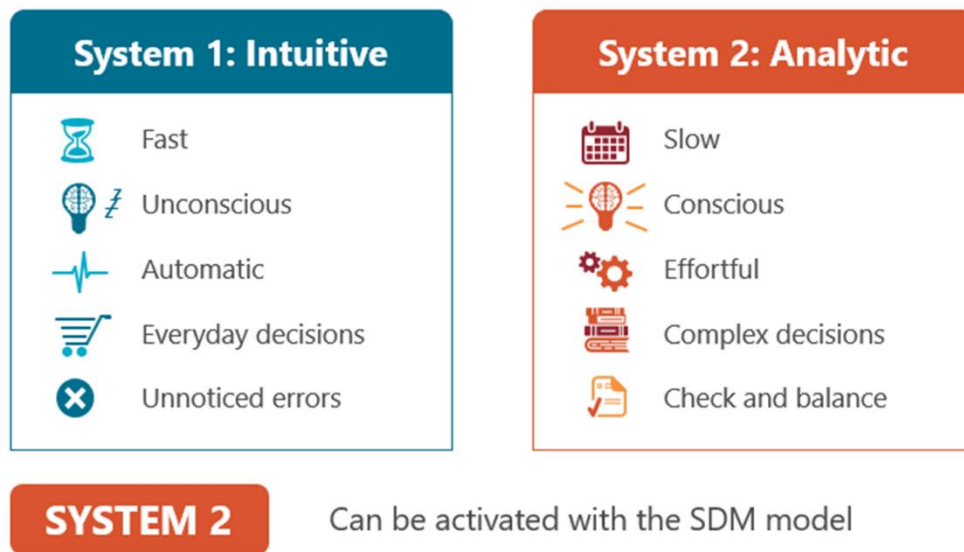 System 1: Intuitive
Fast
Unconscious
Automatic
Everyday decisions
Unnoticed errors
System 2: Analytic
Slow
Conscious
Effortful
Complex decisions
Check and balance
SYSTEM 2
Can be activated with the SDM model